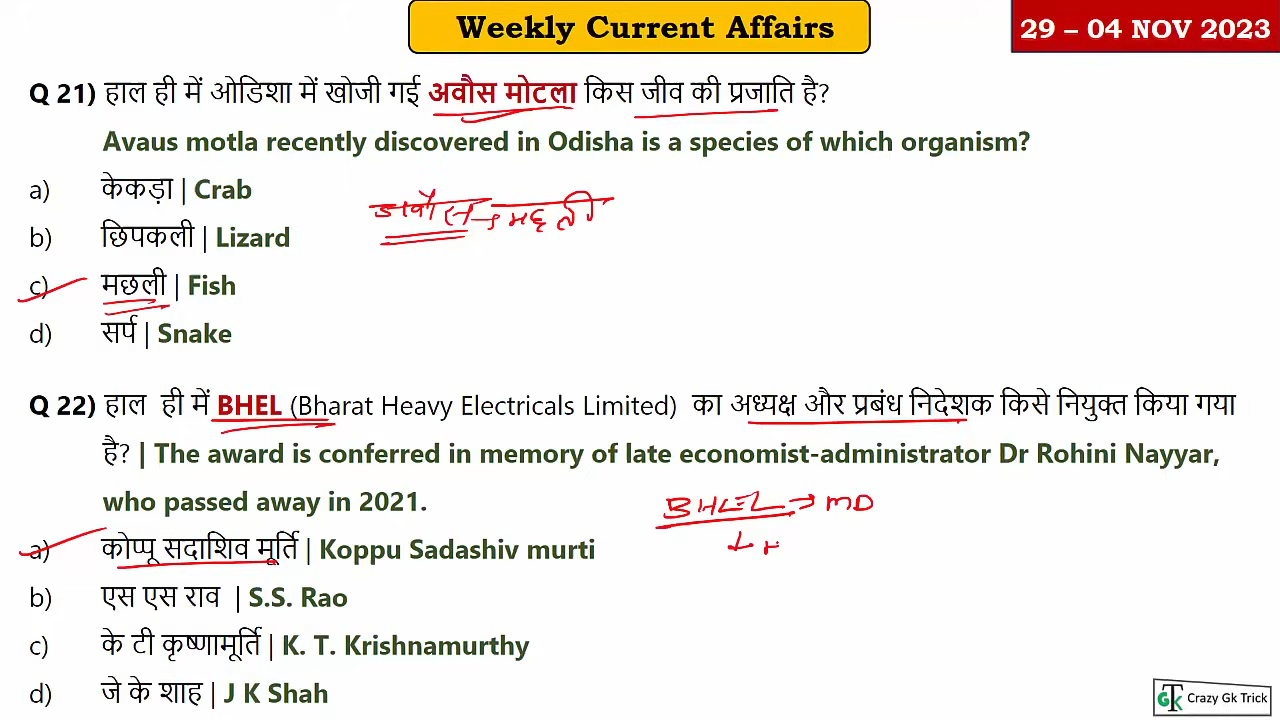 Weekly Current Affairs
29 – 04 NOV 2023
Q 21) हाल ही में ओडिशा में खोजी गई अवौस मोटला किस जीव की प्रजाति है?
Avaus motla recently discovered in Odisha is a species of which organism?
a) केकड़ा | Crab
b) छिपकली | Lizard
c) मछली | Fish
d) सर्प | Snake
मछली
Q 22) हाल ही में BHEL (Bharat Heavy Electricals Limited) का अध्यक्ष और प्रबंध निदेशक किसे नियुक्त किया गया
है? | The award is conferred in memory of late economist-administrator Dr Rohini Nayyar,
who passed away in 2021.
BHEL → MD
a) कोप्पू सदाशिव मूर्ति | Koppu Sadashiv murti
b) एस एस राव | S.S. Rao
c) के टी कृष्णामूर्ति | K. T. Krishnamurthy
d) जे के शाह | J K Shah
GTK Crazy Gk Trick